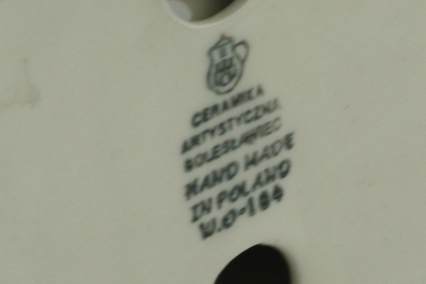 CERAMIKA
ARTYSTYCZNA
BOLESŁAWIEC
HAND MADE
IN POLAND
W.O-184